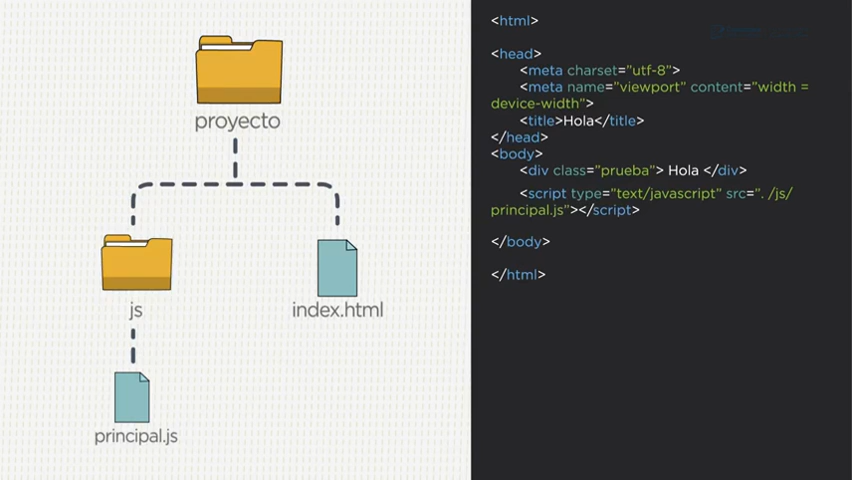 proyecto
js
index.html
principal.js
<html>
<head>
<meta charset="utf-8">
<meta name="viewport" content="width =
device-width">
<title>Hola</title>
</head>
<body>
<div class="prueba"> Hola </div>
<script type="text/javascript" src=". /js/
principal.js"></script>
</body>
</html>